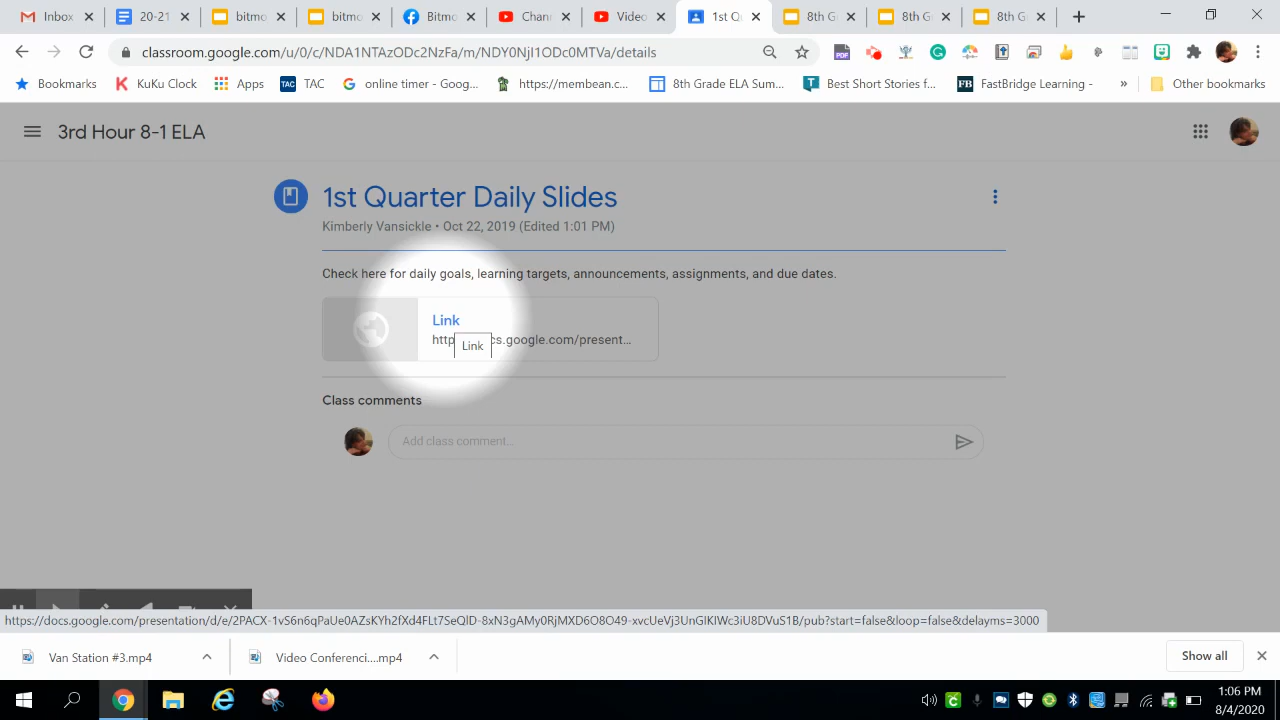 Inbox
20-21
bitmo
bitmo
Bitmo
Chann
Video
1st Q
8th G
8th G
8th G
classroom.google.com/u/0/c/NDA1NTAzODc2NzFa/m/NDY0NjI1ODc0MTVa/details
Bookmarks
KuKu Clock
Apps
TAC
TAC
online timer - Goog...
https://membean.c...
8th Grade ELA Sum...
Best Short Stories f...
FB
FastBridge Learning -
»
Other bookmarks
3rd Hour 8-1 ELA
1st Quarter Daily Slides
Kimberly Vansickle • Oct 22, 2019 (Edited 1:01 PM)
Check here for daily goals, learning targets, announcements, assignments, and due dates.
Link
http cs.google.com/present...
Link
Class comments
Add class comment...
https://docs.google.com/presentation/d/e/2PACX-1vS6n6qPaUe0AZsKYh2fXd4FLt7SeQlD-8xN3gAMy0RjMXD6O8O49-xvcUeVj3UnGIKIWc3iU8DVuS1B/pub?start=false&loop=false&delayms=3000
Van Station #3.mp4
Video Conferenci....mp4
Show all
1:06 PM
8/4/2020